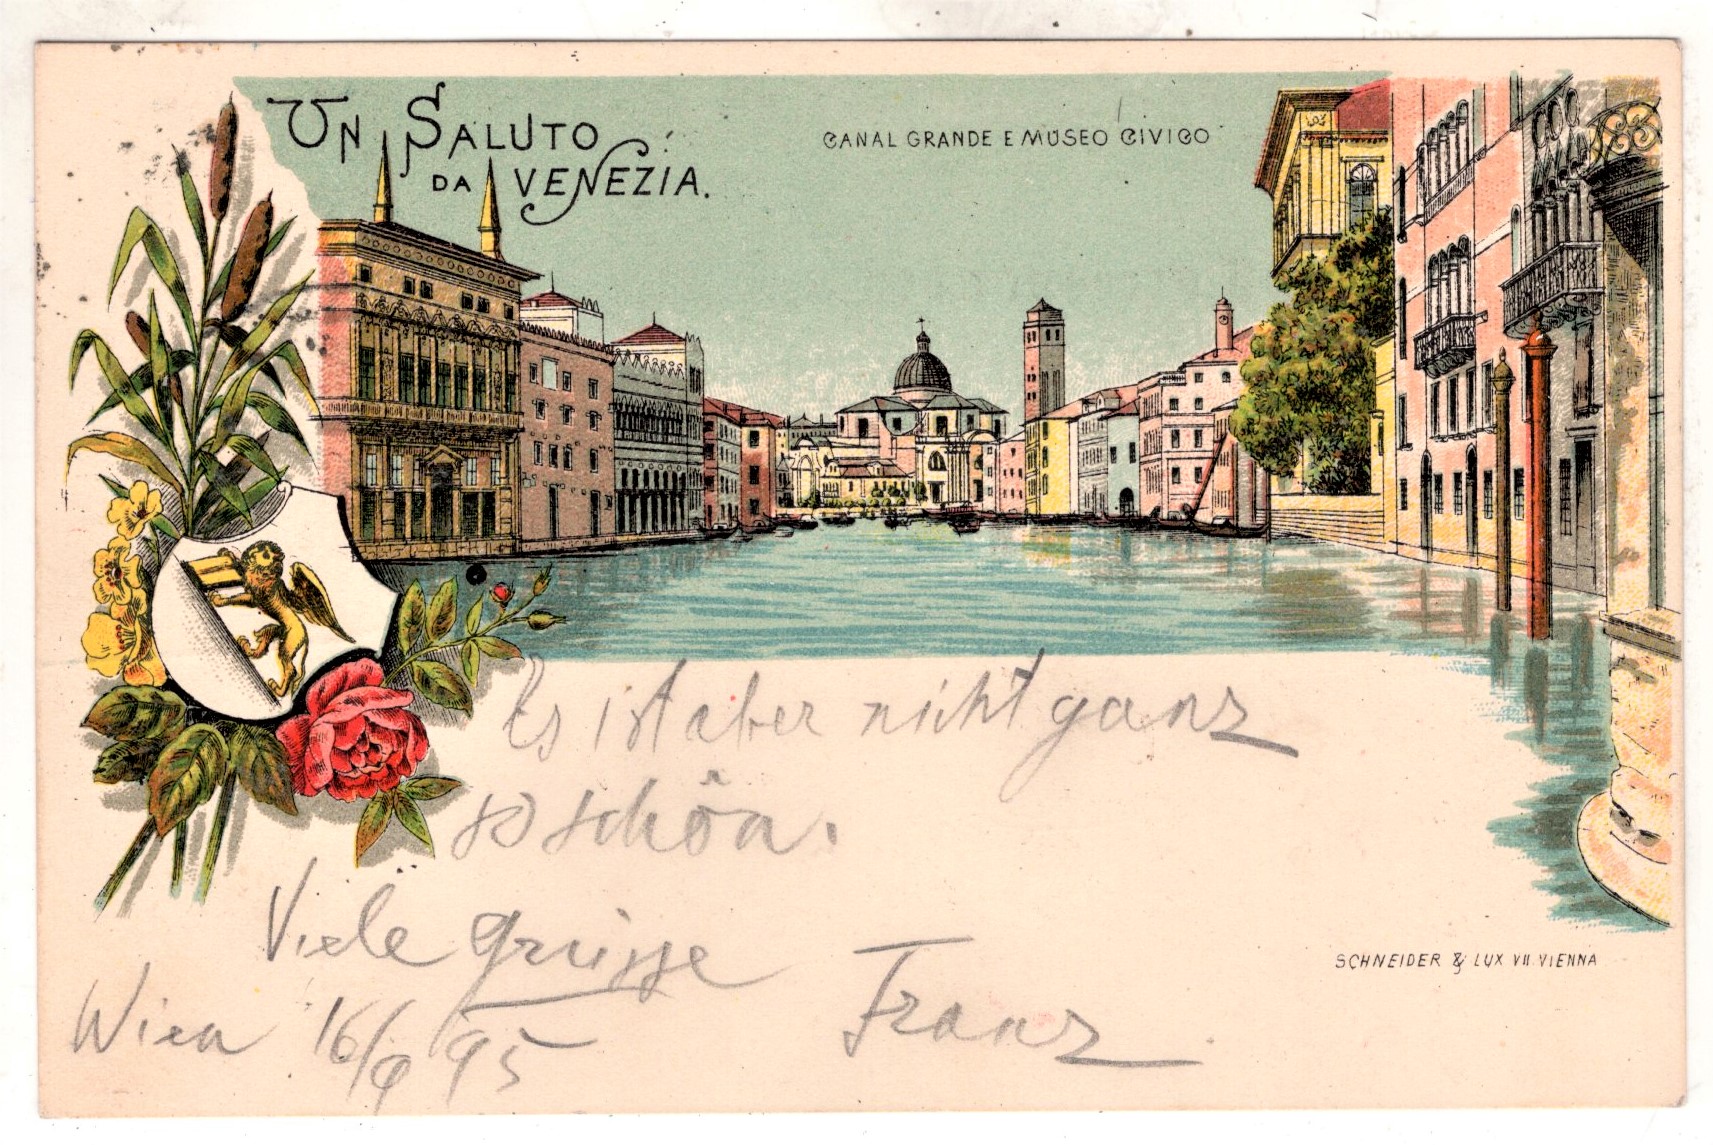 Un Saluto
da Venezia.
CANAL GRANDE E MUSEO CIVICO
Es ist aber nicht ganz
so schön.
Viele Grüsse
Franz
Wien 16/9 95
SCHNEIDER & LUX VII. VIENNA